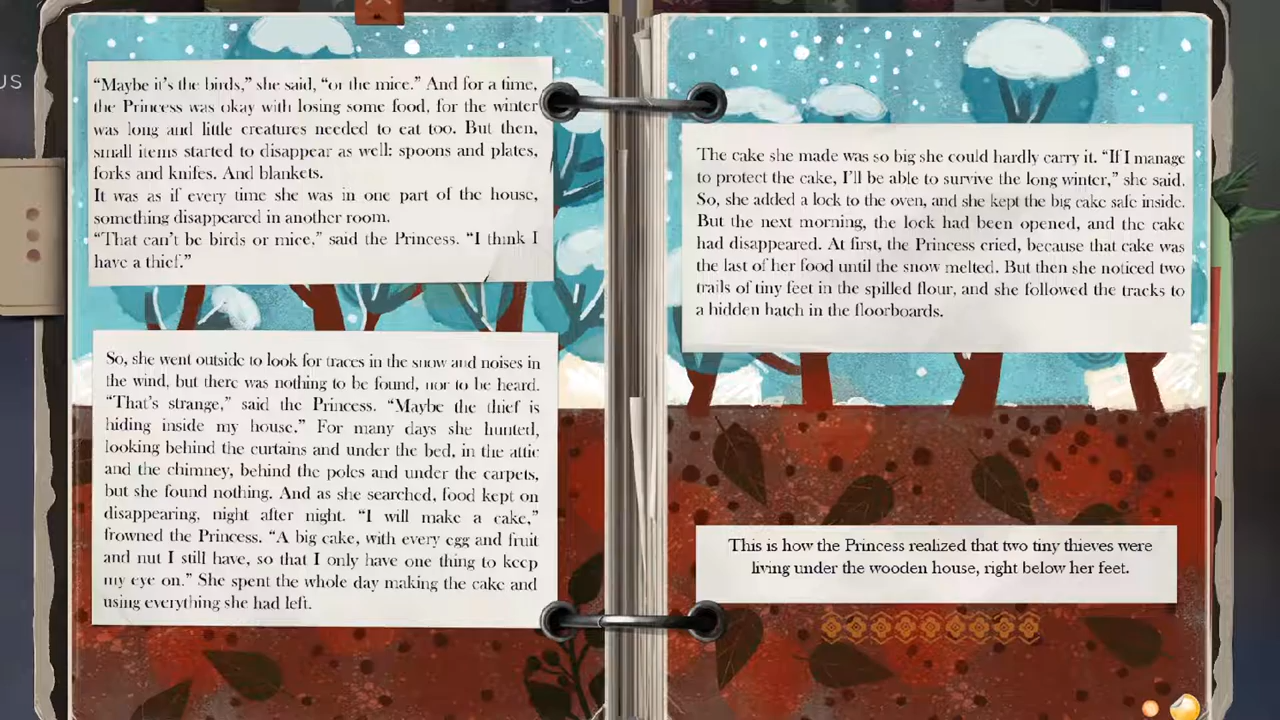 US
“Maybe it’s the birds,” she said, “or the mice.” And for a time,
the Princess was okay with losing some food, for the winter
was long and little creatures needed to eat too. But then,
small items started to disappear as well: spoons and plates,
forks and knifes. And blankets.
It was as if every time she was in one part of the house,
something disappeared in another room.
“That can’t be birds or mice,” said the Princess. “I think I
have a thief.”
So, she went outside to look for traces in the snow and noises in
the wind, but there was nothing to be found, nor to be heard.
“That’s strange,” said the Princess. “Maybe the thief is
hiding inside my house.” For many days she hunted,
looking behind the curtains and under the bed, in the attic
and the chimney, behind the poles and under the carpets,
but she found nothing. And as she searched, food kept on
disappearing, night after night. “I will make a cake,”
frowned the Princess. “A big cake, with every egg and fruit
and nut I still have, so that I only have one thing to keep
my eye on.” She spent the whole day making the cake and
using everything she had left.
The cake she made was so big she could hardly carry it. “If I manage
to protect the cake, I’ll be able to survive the long winter,” she said.
So, she added a lock to the oven, and she kept the big cake safe inside.
But the next morning, the lock had been opened, and the cake
had disappeared. At first, the Princess cried, because that cake was
the last of her food until the snow melted. But then she noticed two
trails of tiny feet in the spilled flour, and she followed the tracks to
a hidden hatch in the floorboards.
This is how the Princess realized that two tiny thieves were
living under the wooden house, right below her feet.